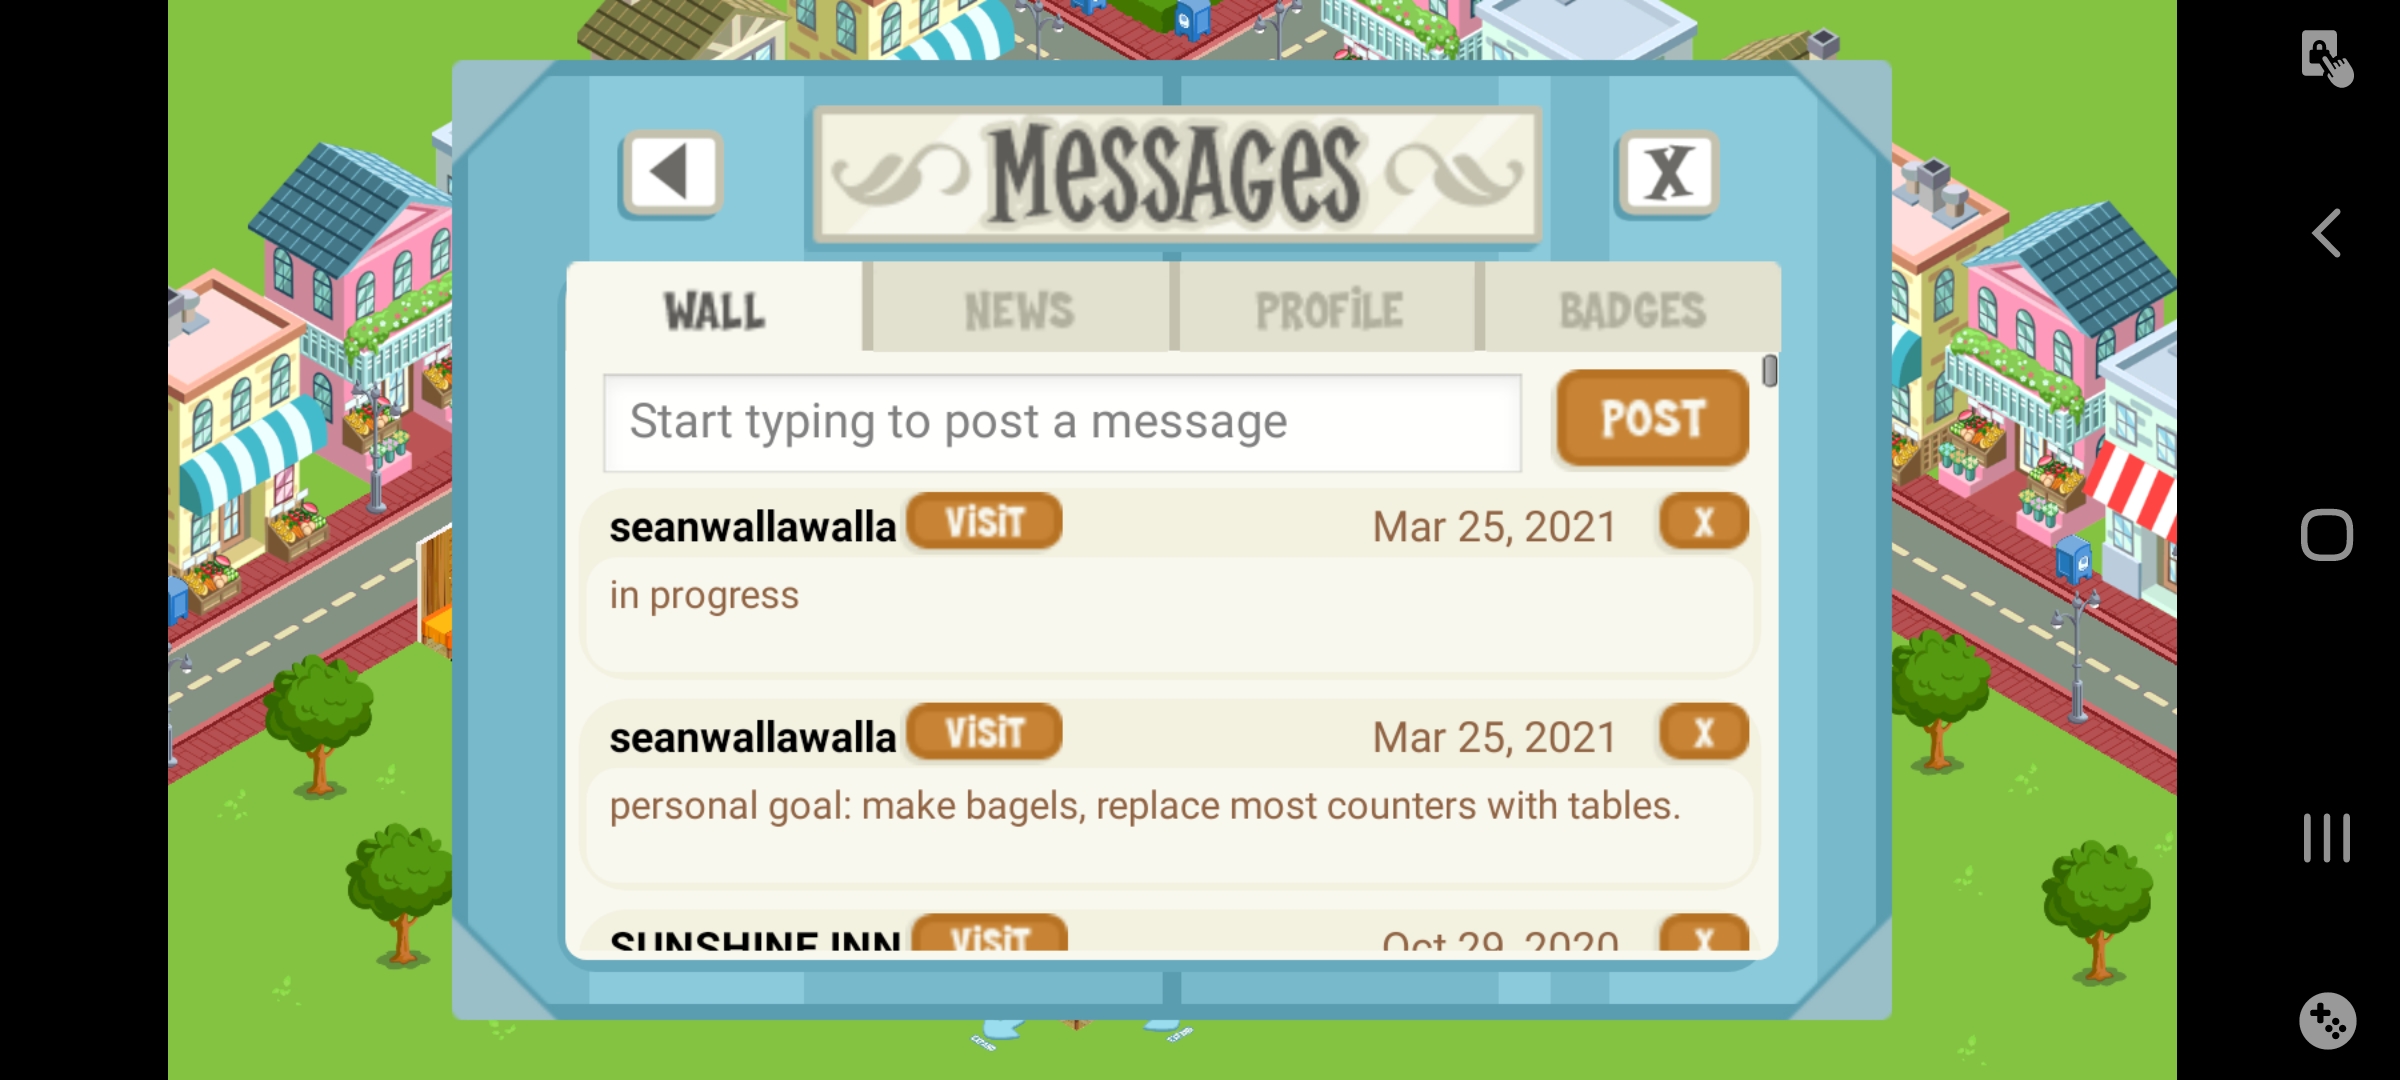 MESSAGES
X
WALL NEWS PROFILE BADGES
Start typing to post a message POST
seanwallawalla VISIT Mar 25, 2021 X
in progress
seanwallawalla VISIT Mar 25, 2021 X
personal goal: make bagels, replace most counters with tables.
SUNSHINE INN VISIT Oct 29, 2020 X